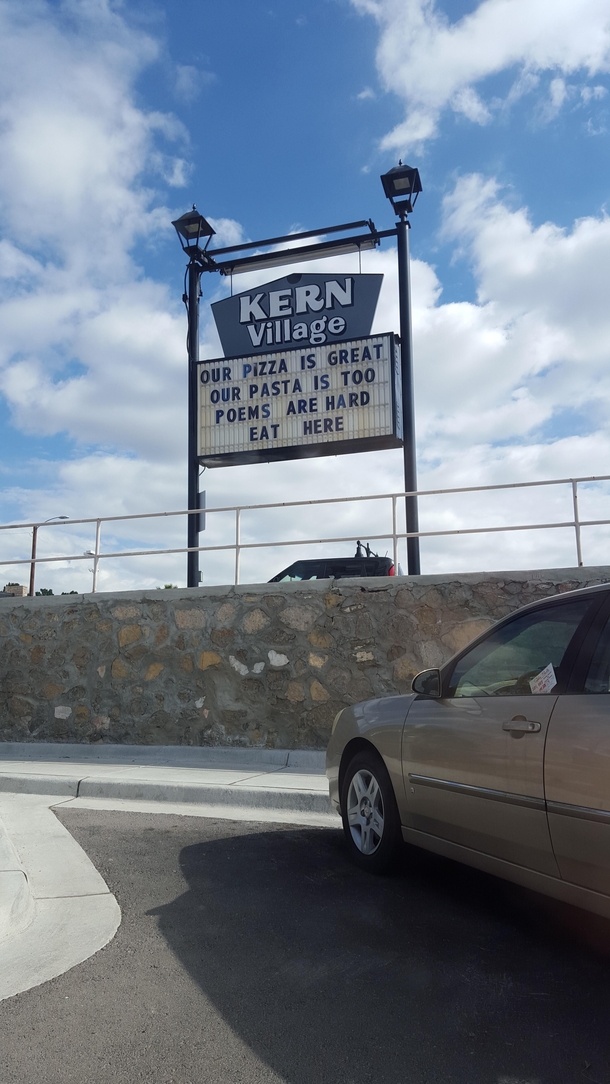 KERN
Village
OUR PIZZA IS GREAT
OUR PASTA IS TOO
POEMS ARE HARD
EAT HERE